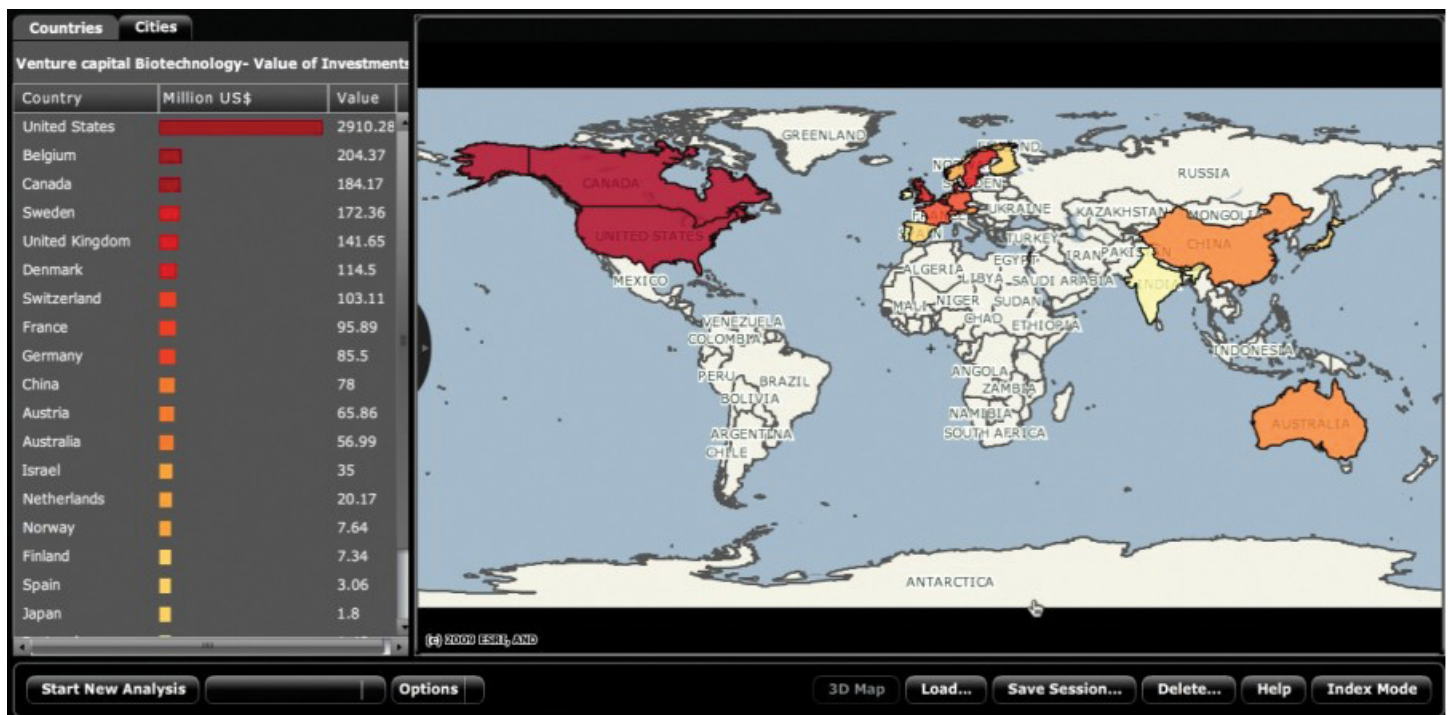 Countries
Cities
Venture capital Biotechnology- Value of Investments
Country Million US$ Value
United States 2910.28
Belgium 204.37
Canada 184.17
Sweden 172.36
United Kingdom 141.65
Denmark 114.5
Switzerland 103.11
France 95.89
Germany 85.5
China 78
Austria 65.86
Australia 56.99
Israel 35
Netherlands 20.17
Norway 7.64
Finland 7.34
Spain 3.06
Japan 1.8
GREENLAND
RUSSIA
CANADA
UKRAINE
KAZAKHSTAN
MONGOLI
UNITED STATES
TURKEY
CHINA
IRAN
EGYPT
ALGERIA
LIBYA
SAUDI ARABIA
INDIA
MEXICO
MALI
NIGER
SUDAN
CHAD
ETHIOPIA
VENEZUELA
COLOMBIA
INDONESIA
PERU
BRAZIL
ANGOLA
ZAMBIA
BOLIVIA
NAMIBIA
ARGENTINA
SOUTH AFRICA
AUSTRALIA
CHILE
ANTARCTICA
(c) 2009 ESRI, AND
Start New Analysis
Options
3D Map
Load...
Save Session...
Delete...
Help
Index Mode